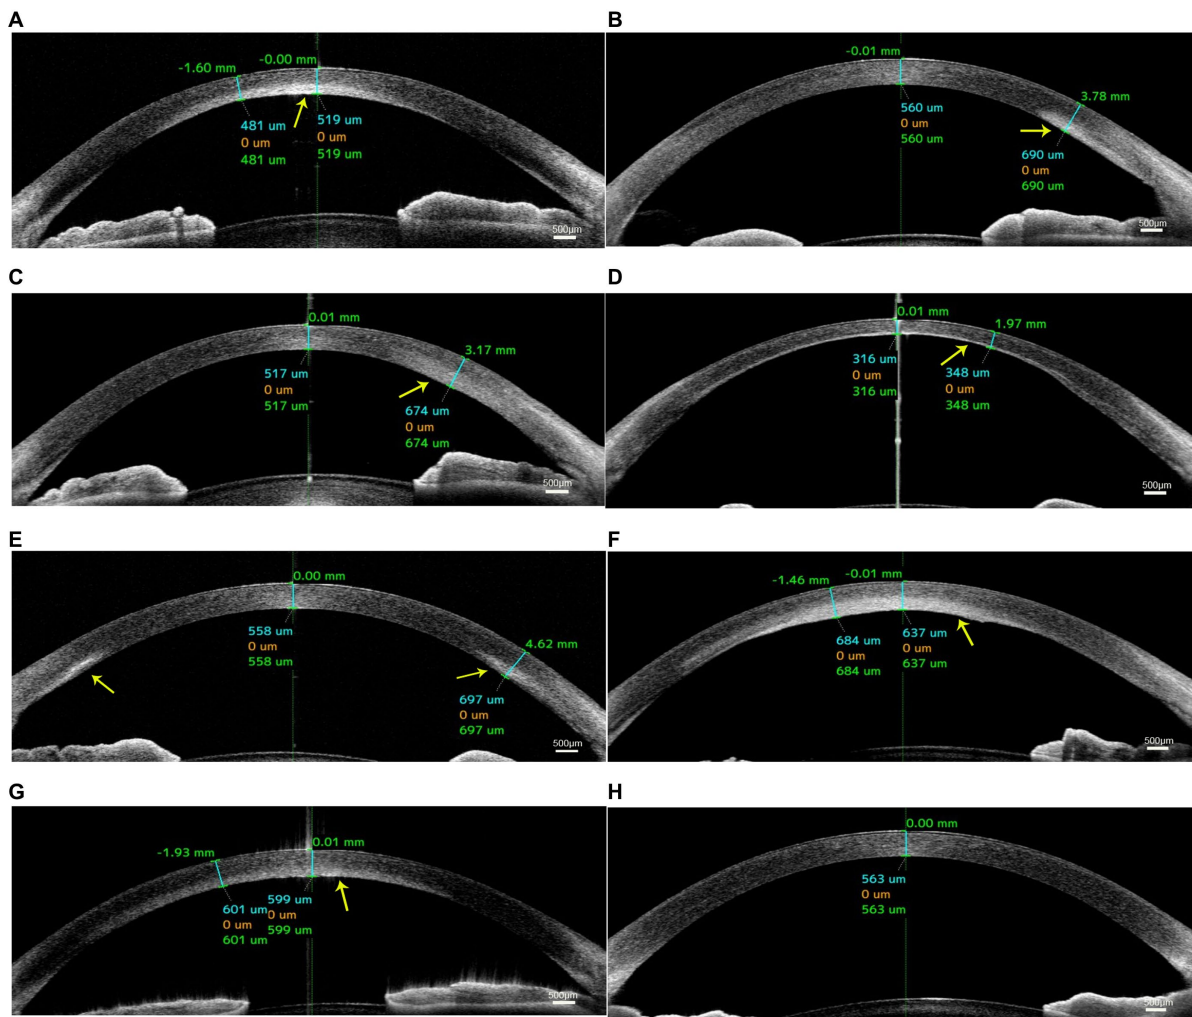 A
-1.60 mm
-0.00 mm
481 um
0 um
481 um
519 um
0 um
519 um
500µm
B
-0.01 mm
3.78 mm
560 um
0 um
560 um
690 um
0 um
690 um
500µm
C
0.01 mm
3.17 mm
517 um
0 um
517 um
674 um
0 um
674 um
500µm
D
0.01 mm
1.97 mm
316 um
0 um
316 um
348 um
0 um
348 um
500µm
E
0.00 mm
4.62 mm
558 um
0 um
558 um
697 um
0 um
697 um
500µm
F
-1.46 mm
-0.01 mm
684 um
0 um
684 um
637 um
0 um
637 um
500µm
G
-1.93 mm
0.01 mm
601 um
0 um
601 um
599 um
0 um
599 um
500µm
H
0.00 mm
563 um
0 um
563 um
500µm